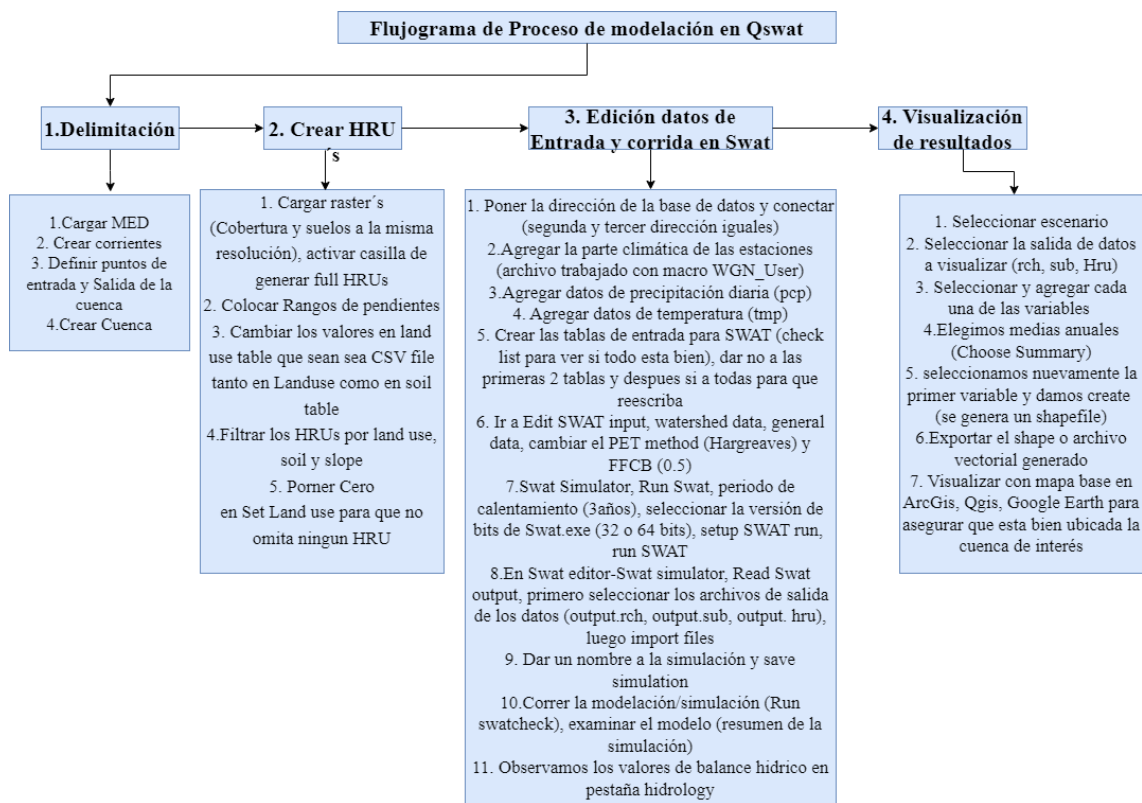 Flujograma de Proceso de modelación en Qswat
1.Delimitación
2. Crear HRU
´s
3. Edición datos de
Entrada y corrida en Swat
4. Visualización
de resultados
1.Cargar MED
2. Crear corrientes
3. Definir puntos de
entrada y Salida de la
cuenca
4.Crear Cuenca
1. Cargar raster´s
(Cobertura y suelos a la misma
resolución), activar casilla de
generar full HRUs
2. Colocar Rangos de pendientes
3. Cambiar los valores en land
use table que sean sea CSV file
tanto en Landuse como en soil
table
4.Filtrar los HRUs por land use,
soil y slope
5. Porner Cero
en Set Land use para que no
omita ningun HRU
1. Poner la dirección de la base de datos y conectar
(segunda y tercer dirección iguales)
2.Agregar la parte climática de las estaciones
(archivo trabajado con macro WGN_User)
3.Agregar datos de precipitación diaria (pcp)
4. Agregar datos de temperatura (tmp)
5. Crear las tablas de entrada para SWAT (check
list para ver si todo esta bien), dar no a las
primeras 2 tablas y despues si a todas para que
reescriba
6. Ir a Edit SWAT input, watershed data, general
data, cambiar el PET method (Hargreaves) y
FFCB (0.5)
7.Swat Simulator, Run Swat, periodo de
calentamiento (3años), seleccionar la versión de
bits de Swat.exe (32 o 64 bits), setup SWAT run,
run SWAT
8.En Swat editor-Swat simulator, Read Swat
output, primero seleccionar los archivos de salida
de los datos (output.rch, output.sub, output. hru),
luego import files
9. Dar un nombre a la simulación y save
simulation
10.Correr la modelación/simulación (Run
swatcheck), examinar el modelo (resumen de la
simulación)
11. Observamos los valores de balance hidrico en
pestaña hidrology
1. Seleccionar escenario
2. Seleccionar la salida de datos
a visualizar (rch, sub, Hru)
3. Seleccionar y agregar cada
una de las variables
4.Elegimos medias anuales
(Choose Summary)
5. seleccionamos nuevamente la
primer variable y damos create
(se genera un shapefile)
6.Exportar el shape o archivo
vectorial generado
7. Visualizar con mapa base en
ArcGis, Qgis, Google Earth para
asegurar que esta bien ubicada la
cuenca de interés